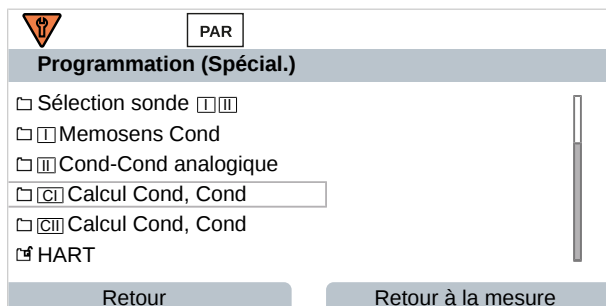 PAR
Programmation (Spécial.)
Sélection sonde I II
I Memosens Cond
II Cond-Cond analogique
CI Calcul Cond, Cond
CII Calcul Cond, Cond
HART
Retour
Retour à la mesure